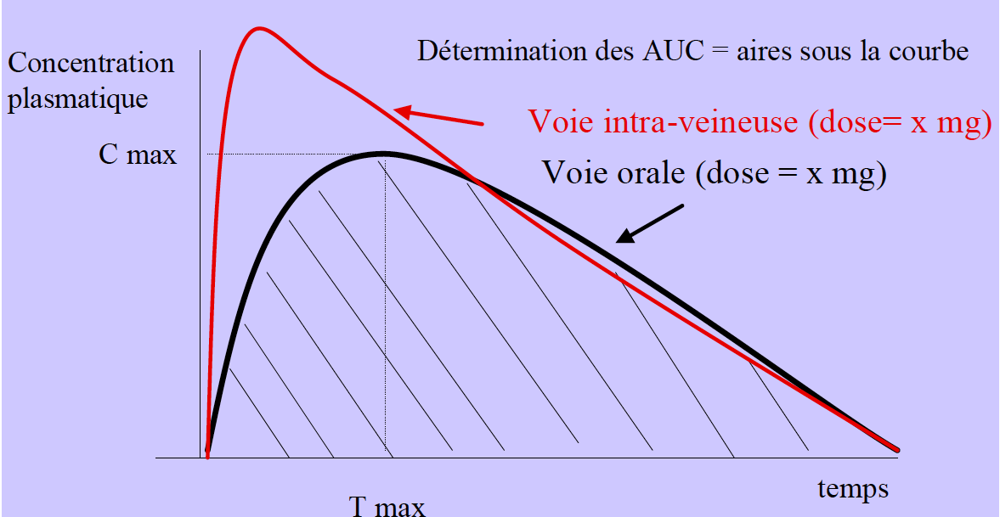 Détermination des AUC = aires sous la courbe
Concentration
plasmatique
Voie intra-veineuse (dose= x mg)
C max
Voie orale (dose = x mg)
temps
T max